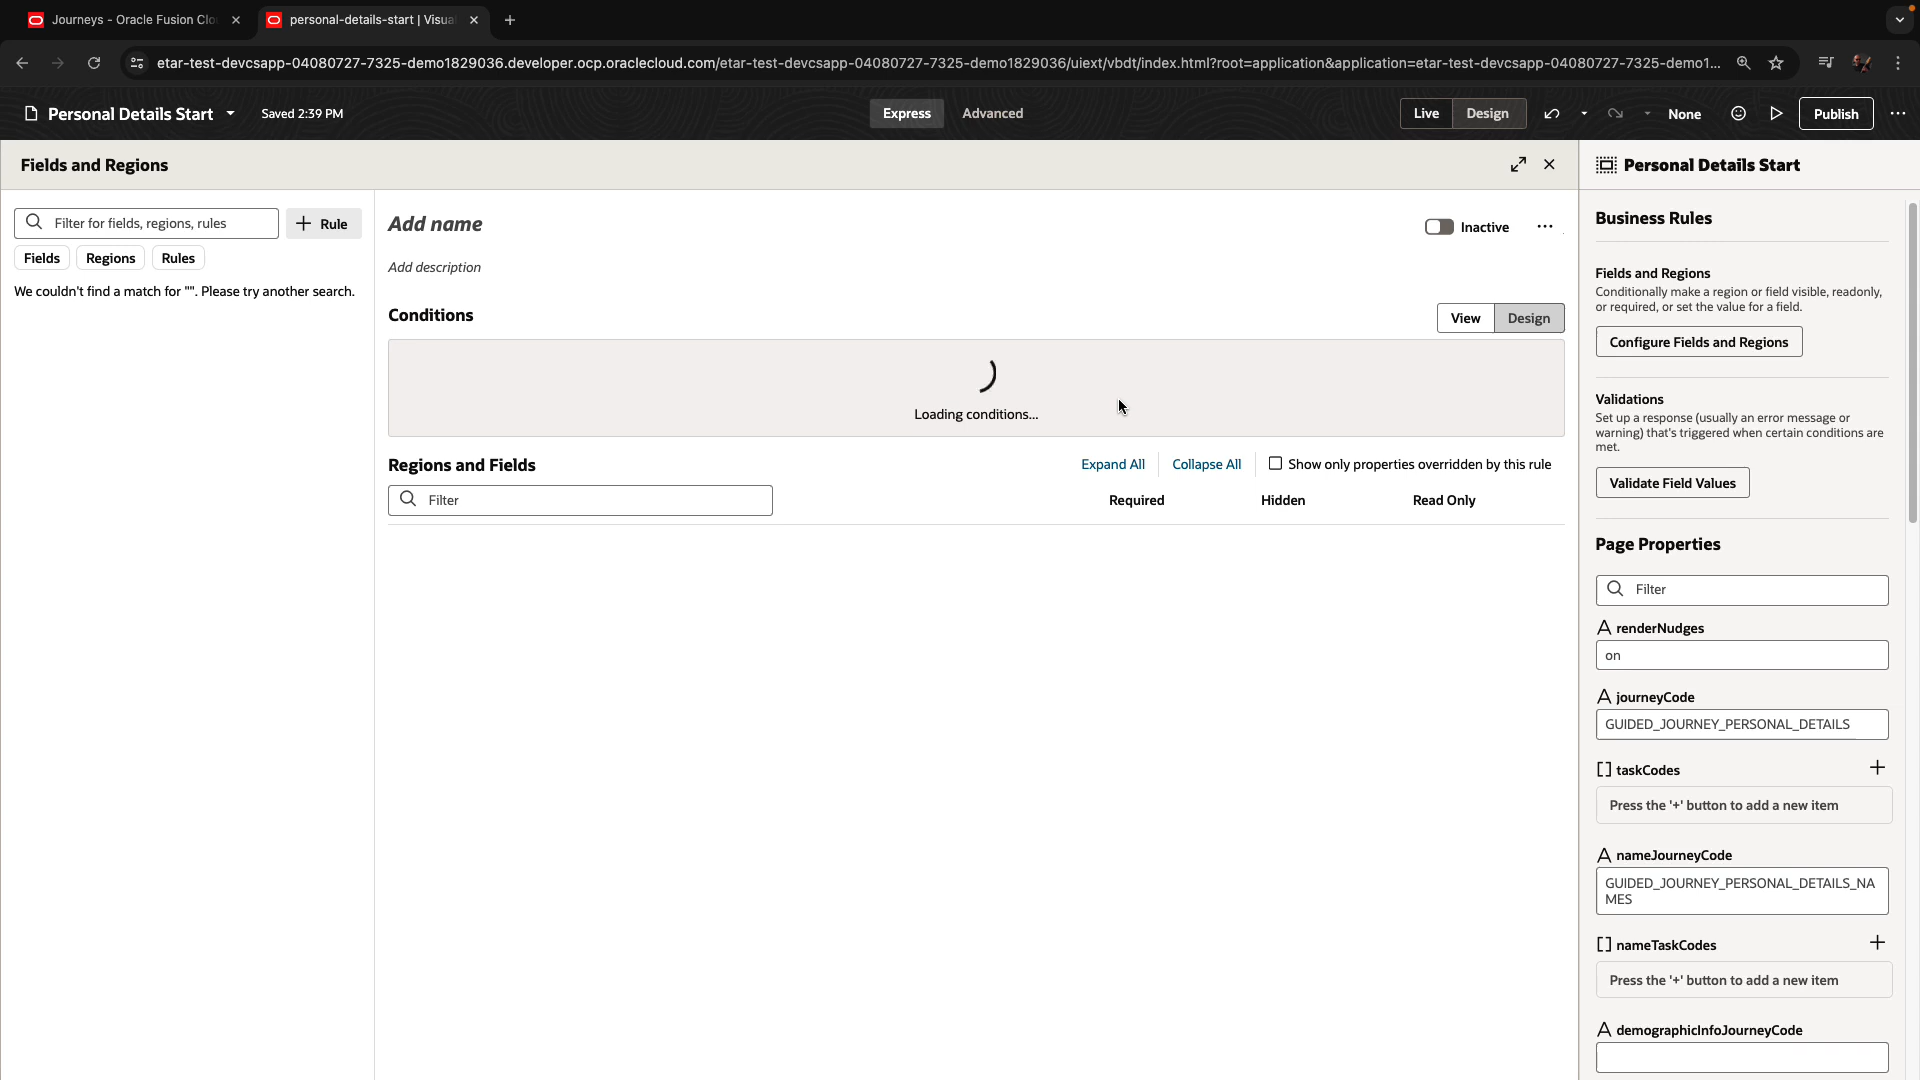 Journeys - Oracle Fusion Clo
personal-details-start | Visua
etar-test-devcsapp-04080727-7325-demo1829036.developer.ocp.oraclecloud.com/etar-test-devcsapp-04080727-7325-demo1829036/uiext/vbdt/index.html?root=application&application=etar-test-devcsapp-04080727-7325-demo1...
Personal Details Start
Saved 2:39 PM
Express
Advanced
Live
Design
None
Publish
Fields and Regions
Filter for fields, regions, rules
Rule
Fields
Regions
Rules
We couldn't find a match for "". Please try another search.
Add name
Inactive
Add description
Conditions
View
Design
Loading conditions...
Regions and Fields
Expand All
Collapse All
Show only properties overridden by this rule
Filter
Required
Hidden
Read Only
Personal Details Start
Business Rules
Fields and Regions
Conditionally make a region or field visible, readonly,
or required, or set the value for a field.
Configure Fields and Regions
Validations
Set up a response (usually an error message or
warning) that's triggered when certain conditions are
met.
Validate Field Values
Page Properties
Filter
renderNudges
on
journeyCode
GUIDED_JOURNEY_PERSONAL_DETAILS
taskCodes
Press the '+' button to add a new item
nameJourneyCode
GUIDED_JOURNEY_PERSONAL_DETAILS_NA
MES
nameTaskCodes
Press the '+' button to add a new item
demographicInfoJourneyCode